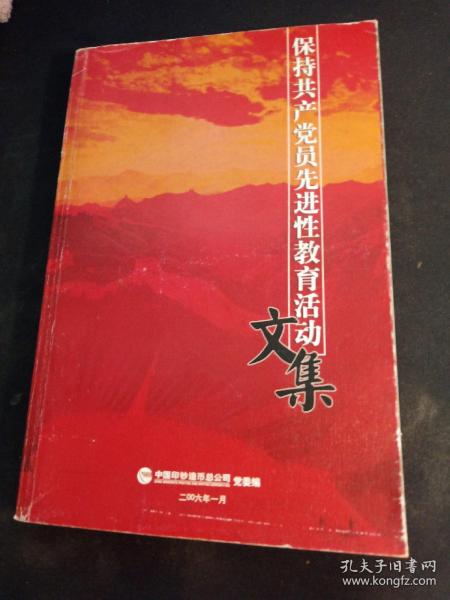 保持共产党员先进性教育活动
文集
中国印钞造币总公司 党委编
二00六年一月
孔夫子旧书网
www.kongfz.com